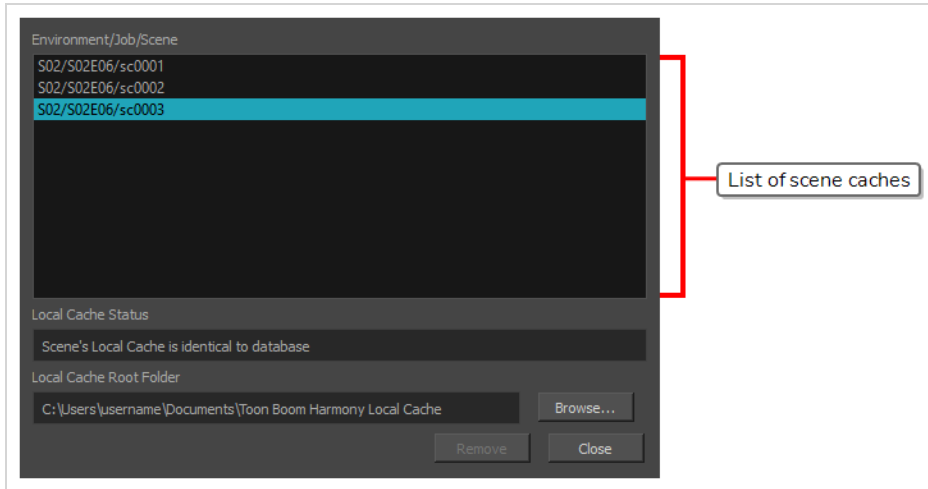 Environment/Job/Scene
S02/S02E06/sc0001
S02/S02E06/sc0002
S02/S02E06/sc0003
List of scene caches
Local Cache Status
Scene's Local Cache is identical to database
Local Cache Root Folder
C:\Users\username\Documents\Toon Boom Harmony Local Cache
Browse...
Remove
Close